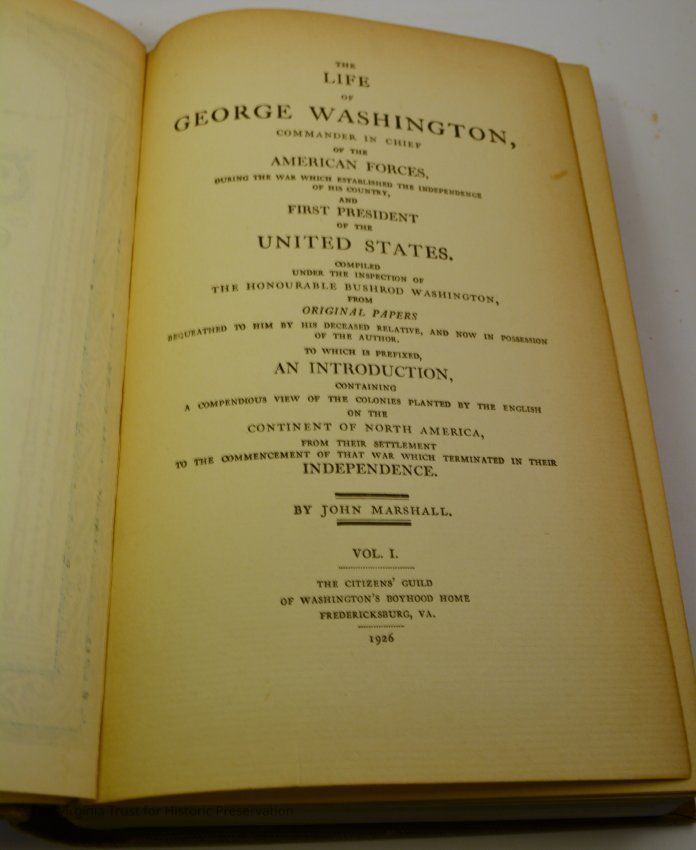 THE
LIFE
OF
GEORGE WASHINGTON,
COMMANDER IN CHIEF
OF THE
AMERICAN FORCES,
DURING THE WAR WHICH ESTABLISHED THE INDEPENDENCE
OF HIS COUNTRY,
AND
FIRST PRESIDENT
OF THE
UNITED STATES.
COMPILED
UNDER THE INSPECTION OF
THE HONOURABLE BUSHROD WASHINGTON,
FROM
ORIGINAL PAPERS
BEQUEATHED TO HIM BY HIS DECEASED RELATIVE, AND NOW IN POSSESSION
OF THE AUTHOR.
TO WHICH IS PREFIXED,
AN INTRODUCTION,
CONTAINING
A COMPENDIOUS VIEW OF THE COLONIES PLANTED BY THE ENGLISH
ON THE
CONTINENT OF NORTH AMERICA,
FROM THEIR SETTLEMENT
TO THE COMMENCEMENT OF THAT WAR WHICH TERMINATED IN THEIR
INDEPENDENCE.
BY JOHN MARSHALL.
VOL. I.
THE CITIZENS' GUILD
OF WASHINGTON'S BOYHOOD HOME
FREDERICKSBURG, VA.
1926
Virginia Trust for Historic Preservation